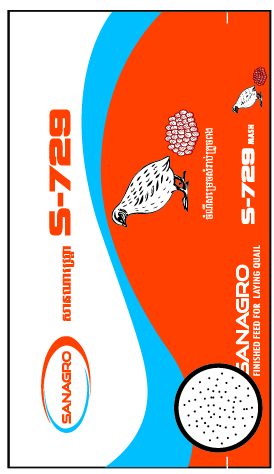 S-729
SANAGRO
S-729 MASH
SANAGRO
FINISHED FEED FOR LAYING QUAIL